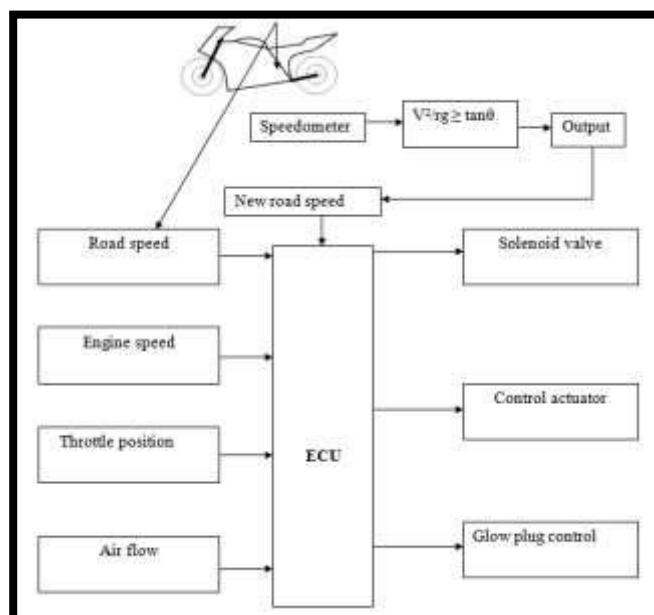 Speedometer
V²/rg ≥ tanθ
Output
New road speed
Road speed
Solenoid valve
Engine speed
Control actuator
Throttle position
ECU
Air flow
Glow plug control